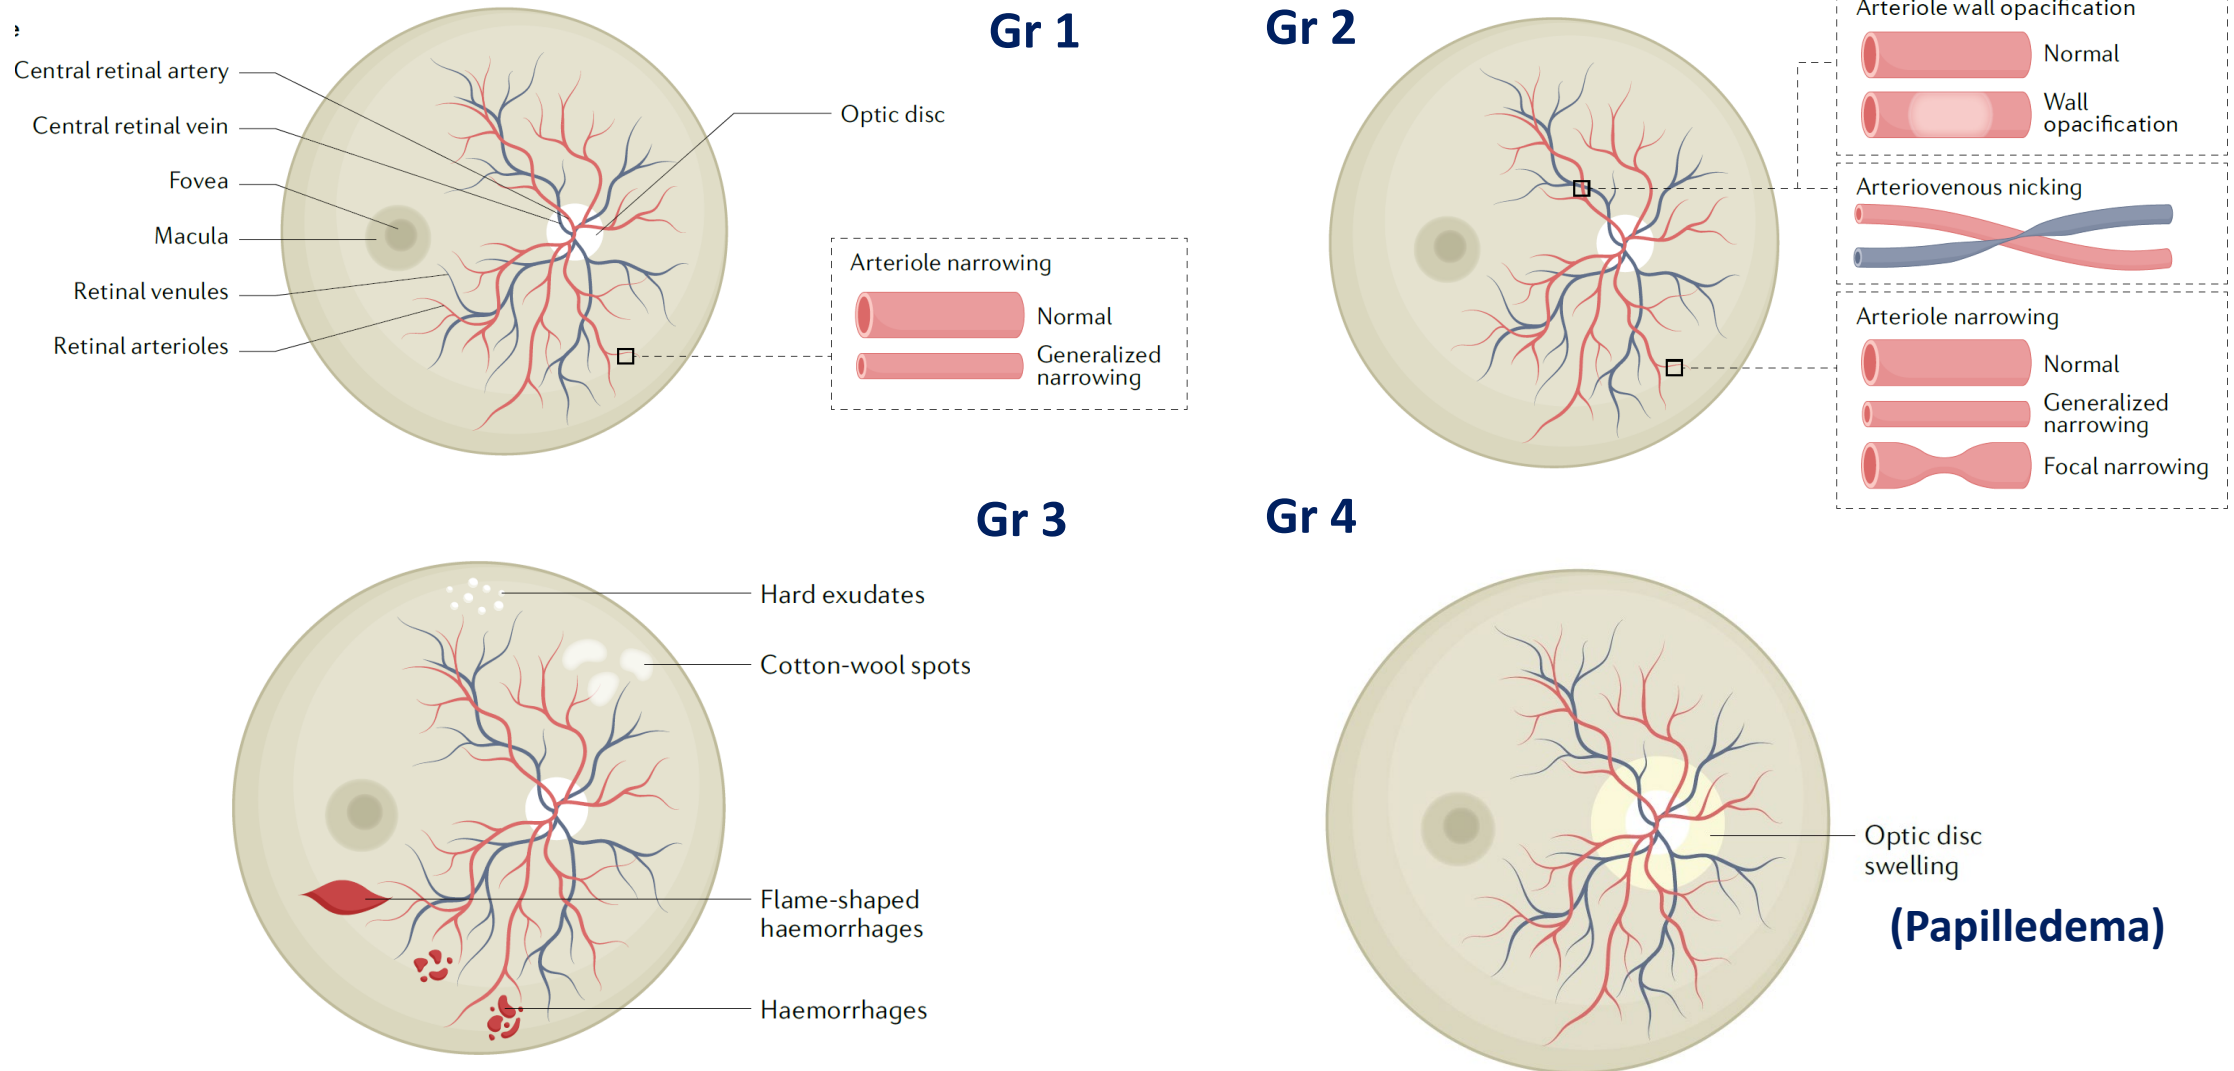 Gr 1
Central retinal artery
Central retinal vein
Fovea
Macula
Retinal venules
Retinal arterioles
Optic disc
Arteriole narrowing
Normal
Generalized
narrowing
Gr 2
Arteriole wall opacification
Normal
Wall
opacification
Arteriovenous nicking
Arteriole narrowing
Normal
Generalized
narrowing
Focal narrowing
Gr 3
Hard exudates
Cotton-wool spots
Flame-shaped
haemorrhages
Haemorrhages
Gr 4
Optic disc
swelling
(Papilledema)